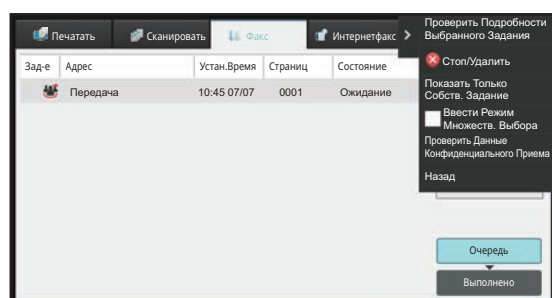 Печатать
Сканировать
Факс
Интернетфакс
Зад-е Адрес Устан.Время Страниц Состояние
Передача 10:45 07/07 0001 Ожидание
Проверить Подробности
Выбранного Задания
Стоп/Удалить
Показать Только
Собств. Задание
Ввести Режим
Множеств. Выбора
Проверить Данные
Конфиденциального Приема
Назад
Очередь
Выполнено